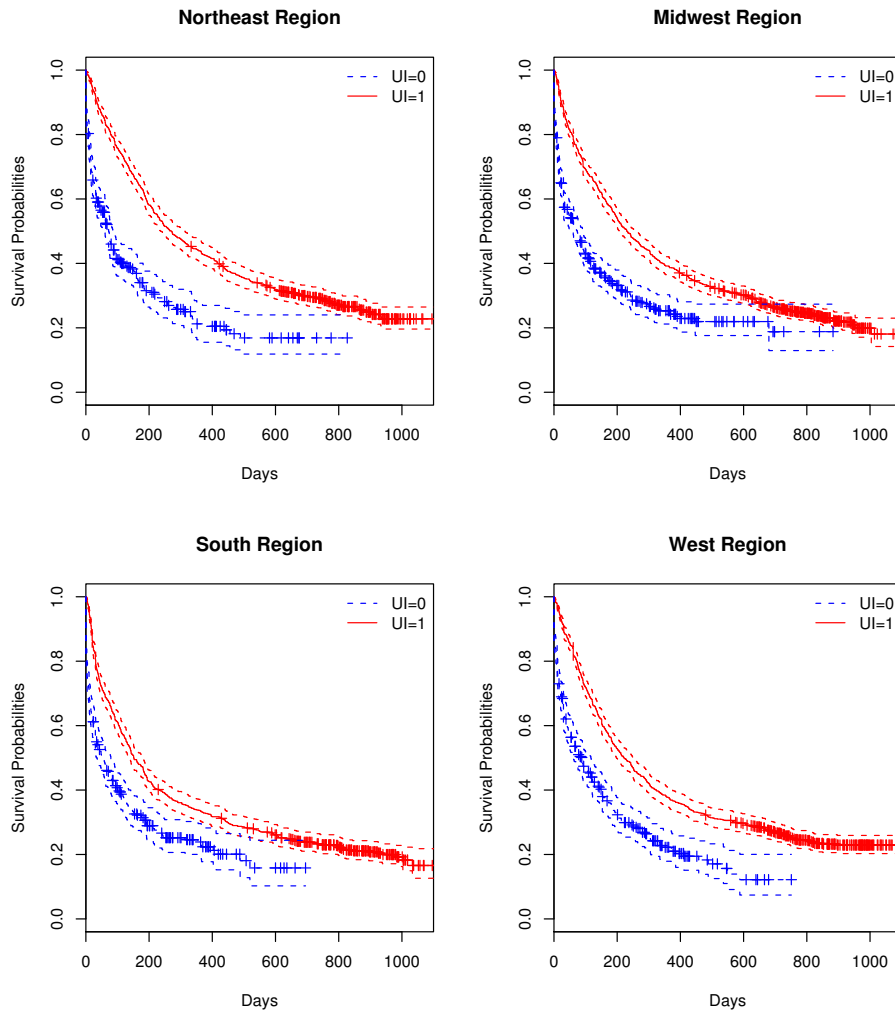 Northeast Region
Survival Probabilities
1.0
0.8
0.6
0.4
0.2
0.0
UI=0
UI=1
0 200 400 600 800 1000
Days
Midwest Region
Survival Probabilities
1.0
0.8
0.6
0.4
0.2
0.0
UI=0
UI=1
0 200 400 600 800 1000
Days
South Region
Survival Probabilities
1.0
0.8
0.6
0.4
0.2
0.0
UI=0
UI=1
0 200 400 600 800 1000
Days
West Region
Survival Probabilities
1.0
0.8
0.6
0.4
0.2
0.0
UI=0
UI=1
0 200 400 600 800 1000
Days